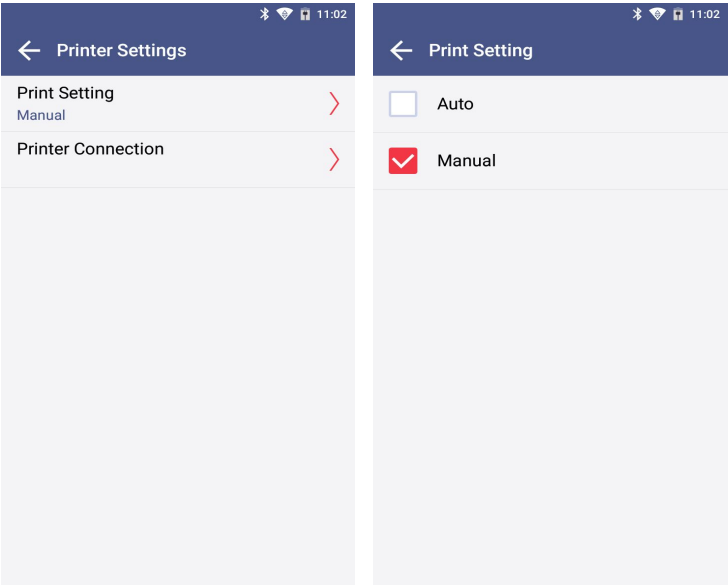 11:02
Printer Settings
Print Setting
Manual
Printer Connection
11:02
Print Setting
Auto
Manual